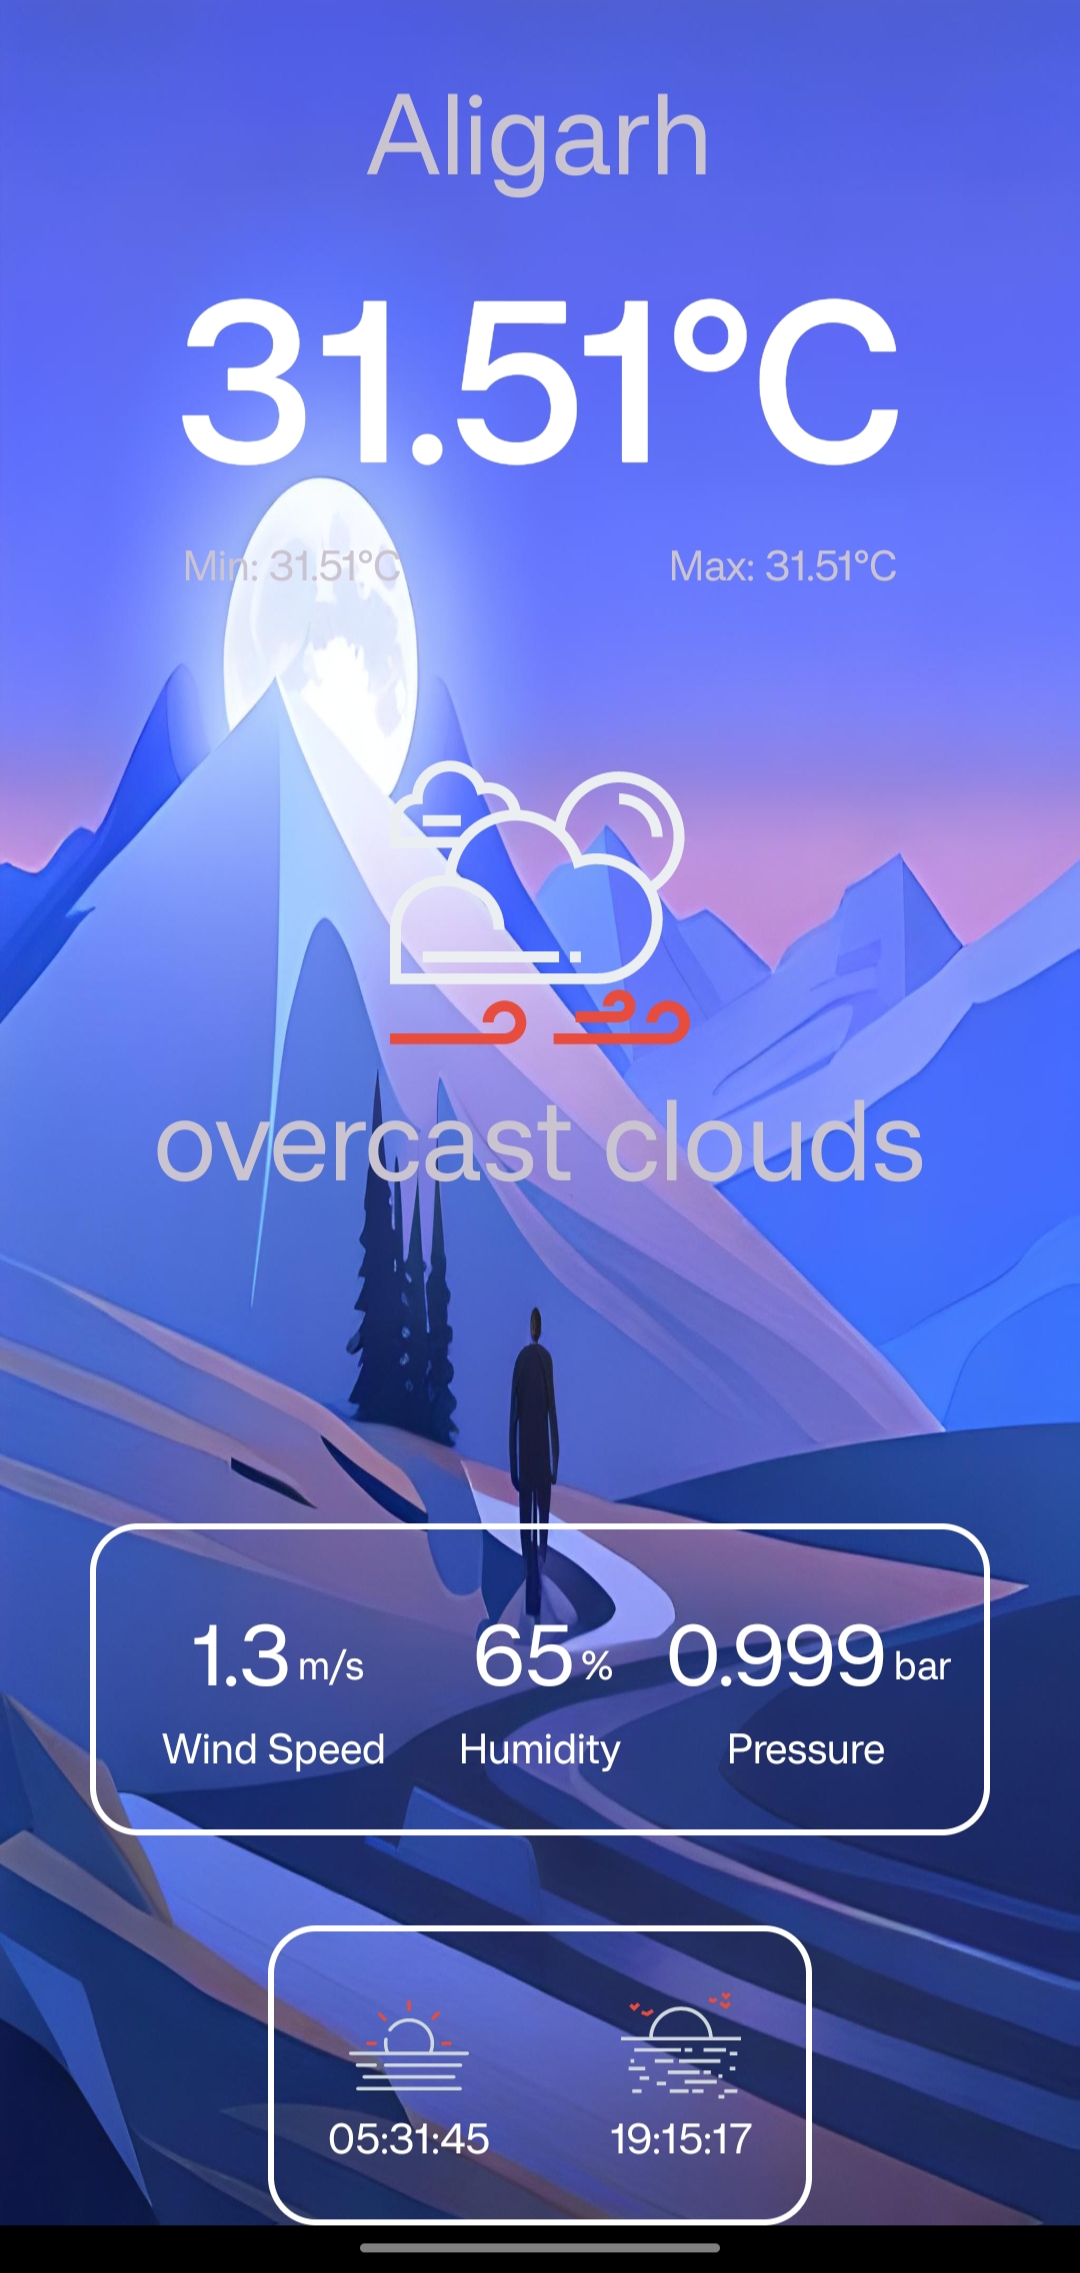 Aligarh
31.51°C
Min: 31.51°C Max: 31.51°C
overcast clouds
1.3 m/s 65 % 0.999 bar
Wind Speed Humidity Pressure
05:31:45 19:15:17